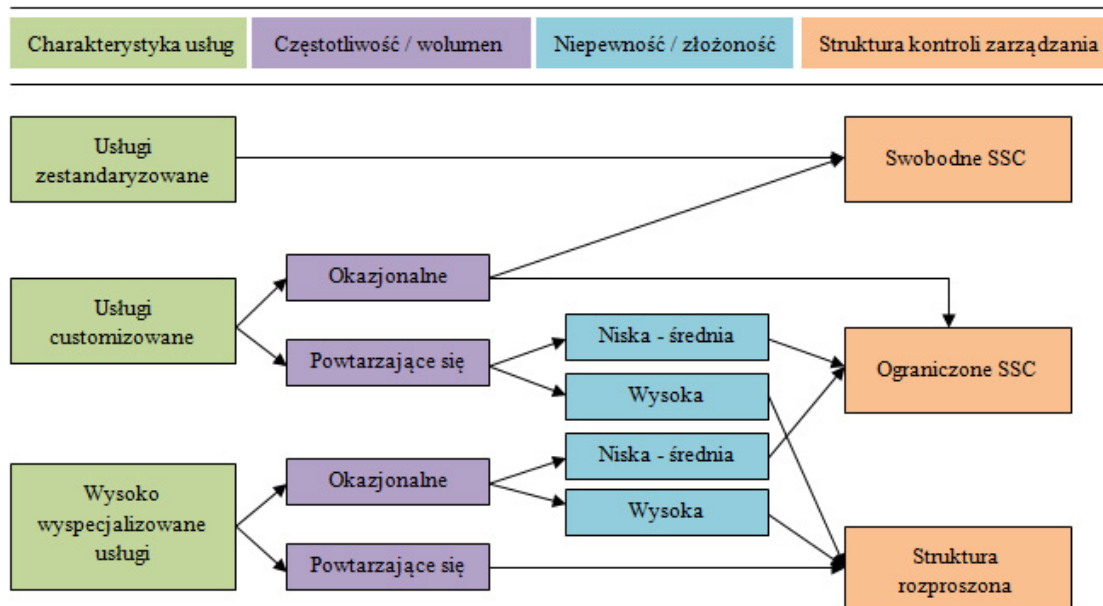 Charakterystyka usług
Częstotliwość / wolumen
Niepewność / złożoność
Struktura kontroli zarządzania
Usługi
zestandaryzowane
Swobodne SSC
Usługi
customizowane
Okazjonalne
Powtarzające się
Niska - średnia
Wysoka
Ograniczone SSC
Wysoko
wyspecjalizowane
usługi
Okazjonalne
Powtarzające się
Niska - średnia
Wysoka
Struktura
rozproszona